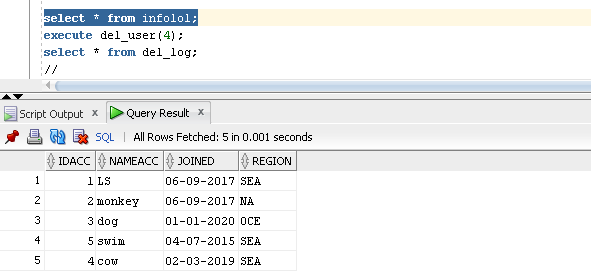 select * from infolol;
execute del_user(4);
select * from del_log;
//
Script Output x Query Result x
SQL | All Rows Fetched: 5 in 0.001 seconds
IDACC NAMEACC JOINED REGION
1 1 LS 06-09-2017 SEA
2 2 monkey 06-09-2017 NA
3 3 dog 01-01-2020 OCE
4 5 swim 04-07-2015 SEA
5 4 cow 02-03-2019 SEA